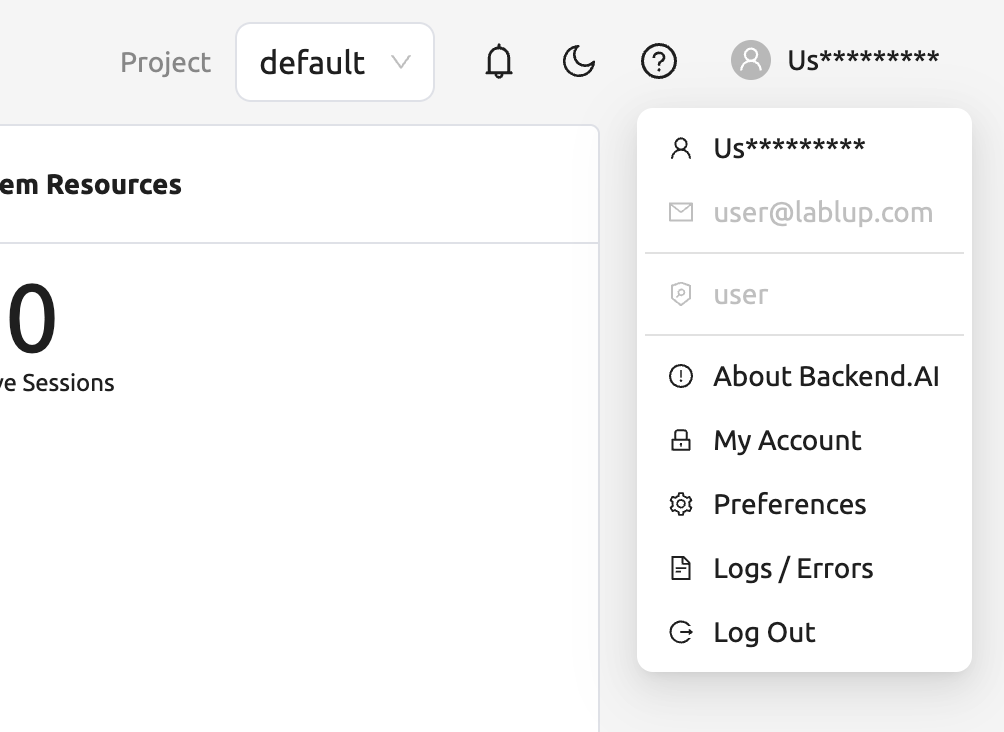 Project
default
Us*********
Us*********
user@lablup.com
user
About Backend.AI
My Account
Preferences
Logs / Errors
Log Out
em Resources
0
ve Sessions